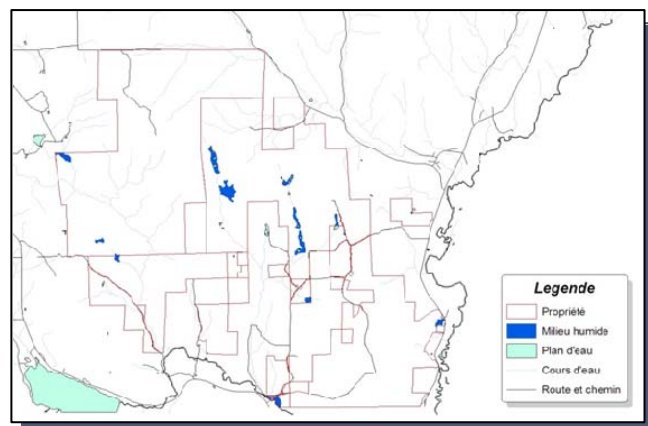 Legende
Propriété
Milieu humide
Plan d'eau
Cours d'eau
Route et chemin